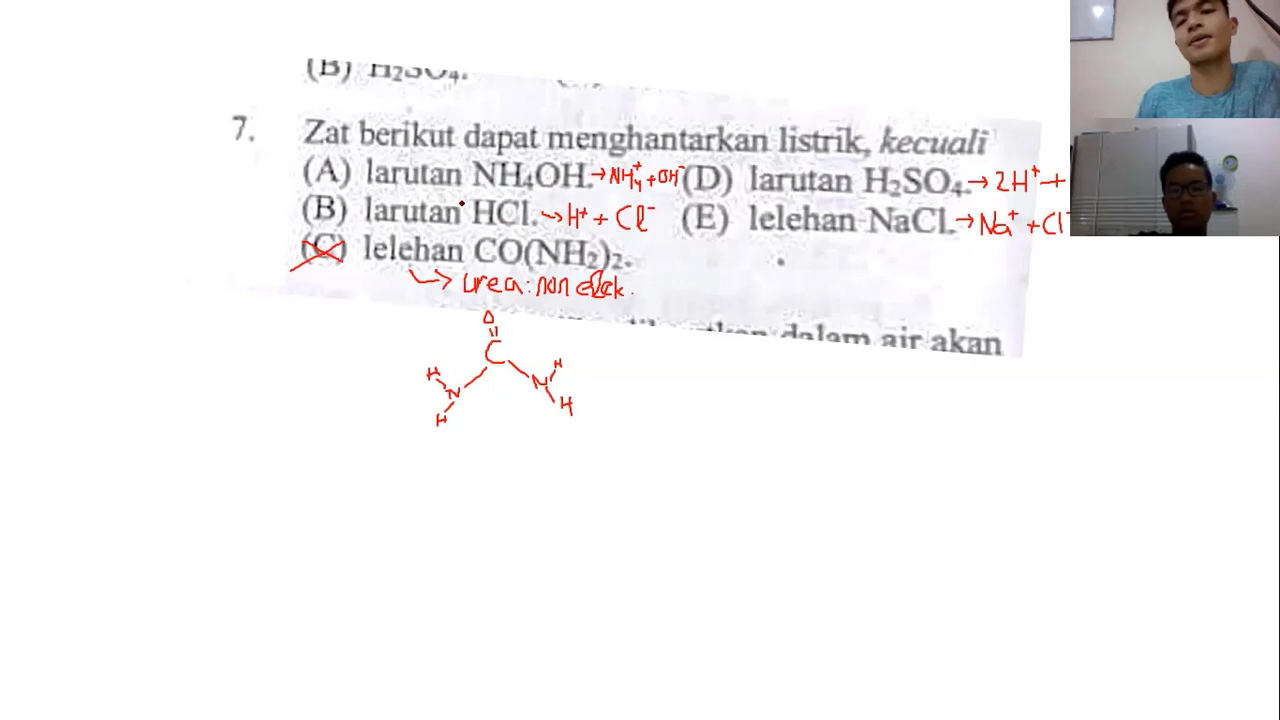 (B) H₂SO₄.
7. Zat berikut dapat menghantarkan listrik, kecuali
(A) larutan NH₄OH. → NH₄⁺ + OH⁻ (D) larutan H₂SO₄. → 2H⁺ +
(B) larutan HCl. → H⁺ + Cl⁻ (E) lelehan NaCl. → Na⁺ + Cl⁻
(C) lelehan CO(NH₂)₂.
↳ urea: non elek.
dalam air akan
O
C
H H
N N
H H